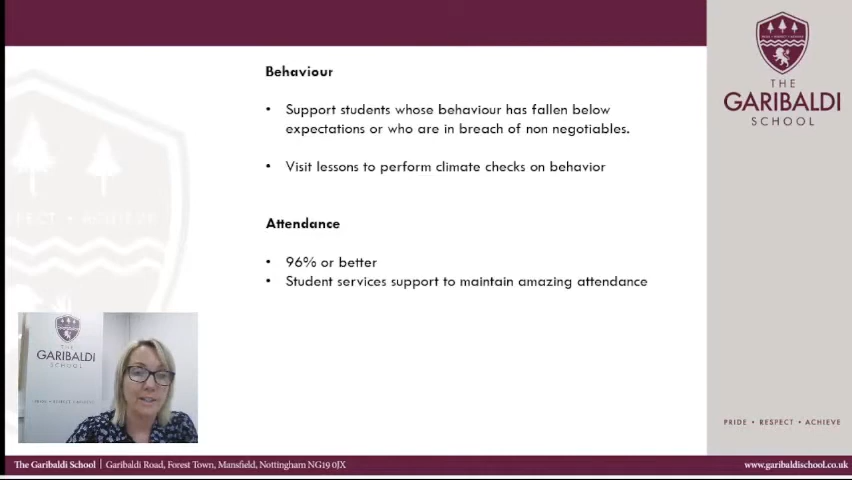 Behaviour
• Support students whose behaviour has fallen below
expectations or who are in breach of non negotiables.
• Visit lessons to perform climate checks on behavior
Attendance
• 96% or better
• Student services support to maintain amazing attendance
THE
GARIBALDI
SCHOOL
PRIDE • RESPECT • ACHIEVE
THE
GARIBALDI
SCHOOL
The Garibaldi School | Garibaldi Road, Forest Town, Mansfield, Nottingham NG19 0JX
www.garibaldischool.co.uk